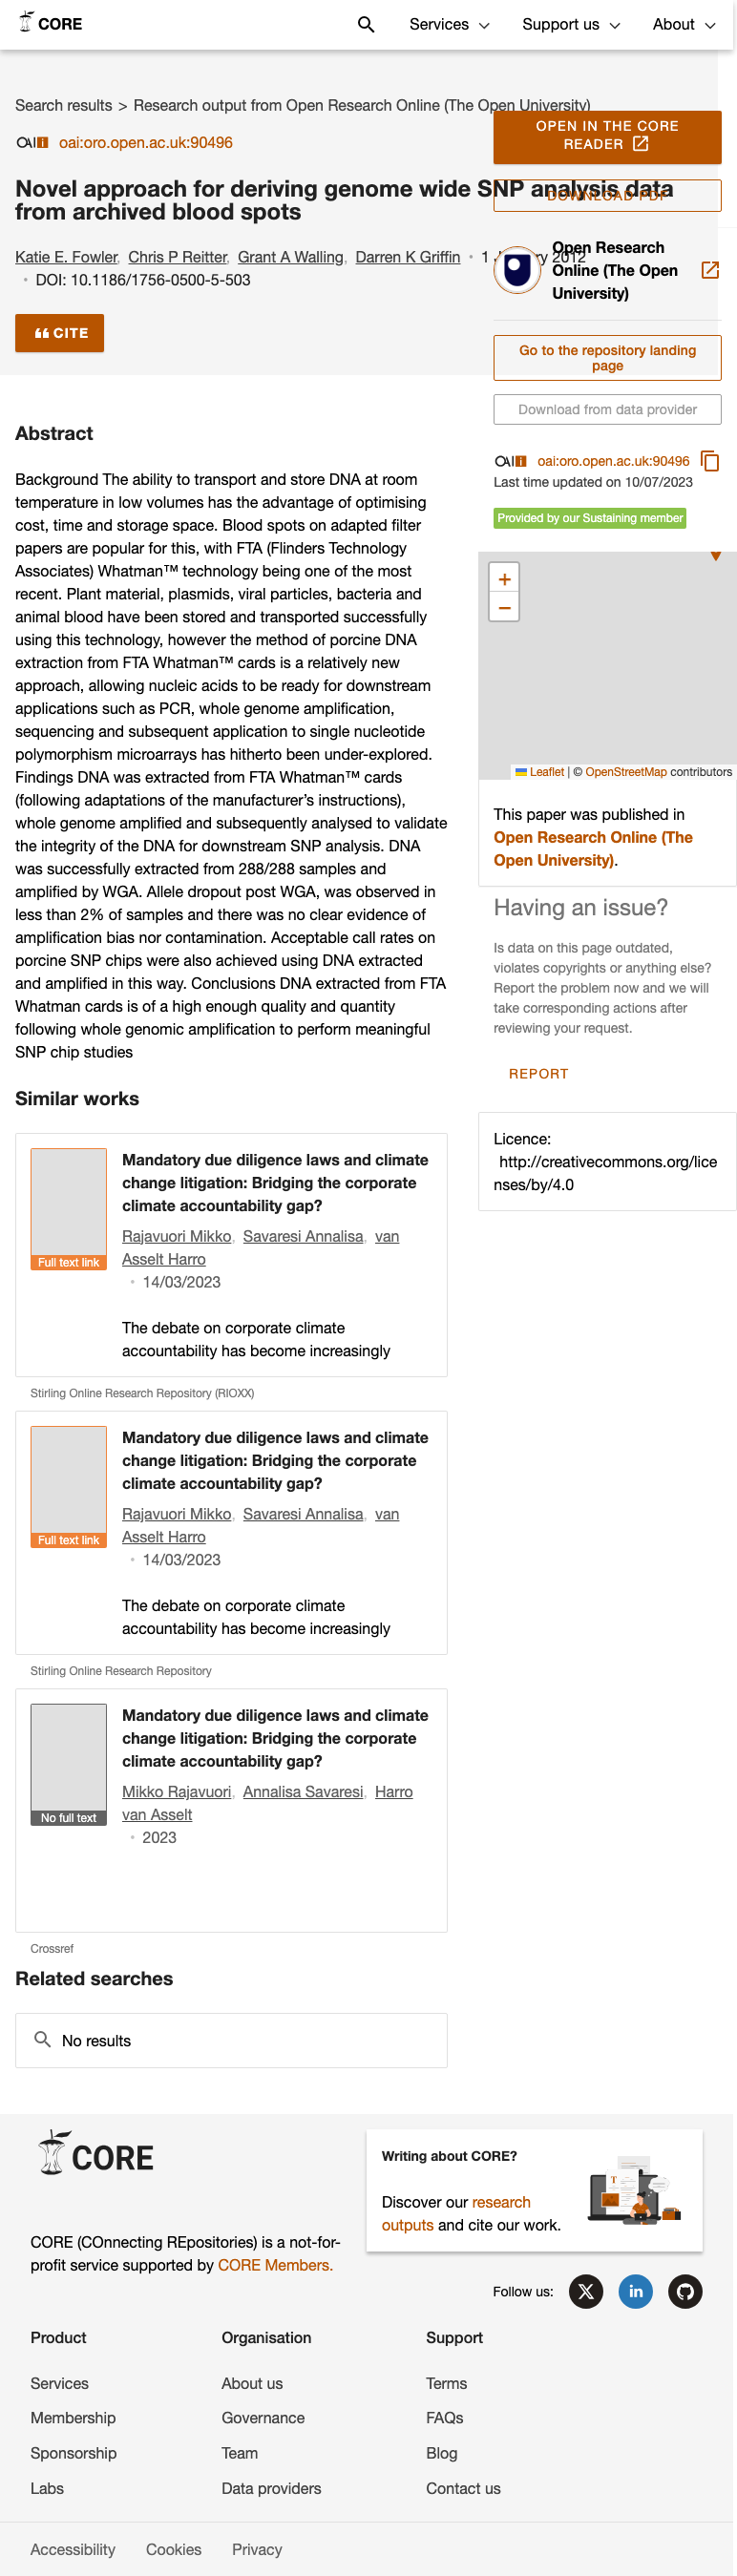 CORE
Services
Support us
About
Search results > Research output from Open Research Online (The Open University)
OAI oai:oro.open.ac.uk:90496
Novel approach for deriving genome wide SNP analysis data
from archived blood spots
Katie E. Fowler, Chris P Reitter, Grant A Walling, Darren K Griffin • 1 January 2012
• DOI: 10.1186/1756-0500-5-503
CITE
OPEN IN THE CORE
READER
DOWNLOAD PDF
Open Research
Online (The Open
University)
Go to the repository landing
page
Download from data provider
OAI oai:oro.open.ac.uk:90496
Last time updated on 10/07/2023
Provided by our Sustaining member
+
−
Leaflet | © OpenStreetMap contributors
This paper was published in
Open Research Online (The
Open University).
Having an issue?
Is data on this page outdated,
violates copyrights or anything else?
Report the problem now and we will
take corresponding actions after
reviewing your request.
REPORT
Licence:
http://creativecommons.org/lice
nses/by/4.0
Abstract
Background The ability to transport and store DNA at room
temperature in low volumes has the advantage of optimising
cost, time and storage space. Blood spots on adapted filter
papers are popular for this, with FTA (Flinders Technology
Associates) Whatman™ technology being one of the most
recent. Plant material, plasmids, viral particles, bacteria and
animal blood have been stored and transported successfully
using this technology, however the method of porcine DNA
extraction from FTA Whatman™ cards is a relatively new
approach, allowing nucleic acids to be ready for downstream
applications such as PCR, whole genome amplification,
sequencing and subsequent application to single nucleotide
polymorphism microarrays has hitherto been under-explored.
Findings DNA was extracted from FTA Whatman™ cards
(following adaptations of the manufacturer’s instructions),
whole genome amplified and subsequently analysed to validate
the integrity of the DNA for downstream SNP analysis. DNA
was successfully extracted from 288/288 samples and
amplified by WGA. Allele dropout post WGA, was observed in
less than 2% of samples and there was no clear evidence of
amplification bias nor contamination. Acceptable call rates on
porcine SNP chips were also achieved using DNA extracted
and amplified in this way. Conclusions DNA extracted from FTA
Whatman cards is of a high enough quality and quantity
following whole genomic amplification to perform meaningful
SNP chip studies
Similar works
Full text link
Mandatory due diligence laws and climate
change litigation: Bridging the corporate
climate accountability gap?
Rajavuori Mikko, Savaresi Annalisa, van
Asselt Harro
• 14/03/2023
The debate on corporate climate
accountability has become increasingly
Stirling Online Research Repository (RIOXX)
Full text link
Mandatory due diligence laws and climate
change litigation: Bridging the corporate
climate accountability gap?
Rajavuori Mikko, Savaresi Annalisa, van
Asselt Harro
• 14/03/2023
The debate on corporate climate
accountability has become increasingly
Stirling Online Research Repository
No full text
Mandatory due diligence laws and climate
change litigation: Bridging the corporate
climate accountability gap?
Mikko Rajavuori, Annalisa Savaresi, Harro
van Asselt
• 2023
Crossref
Related searches
No results
CORE
CORE (COnnecting REpositories) is a not-for-
profit service supported by CORE Members.
Writing about CORE?
Discover our research
outputs and cite our work.
Follow us:
Product
Services
Membership
Sponsorship
Labs
Organisation
About us
Governance
Team
Data providers
Support
Terms
FAQs
Blog
Contact us
Accessibility
Cookies
Privacy